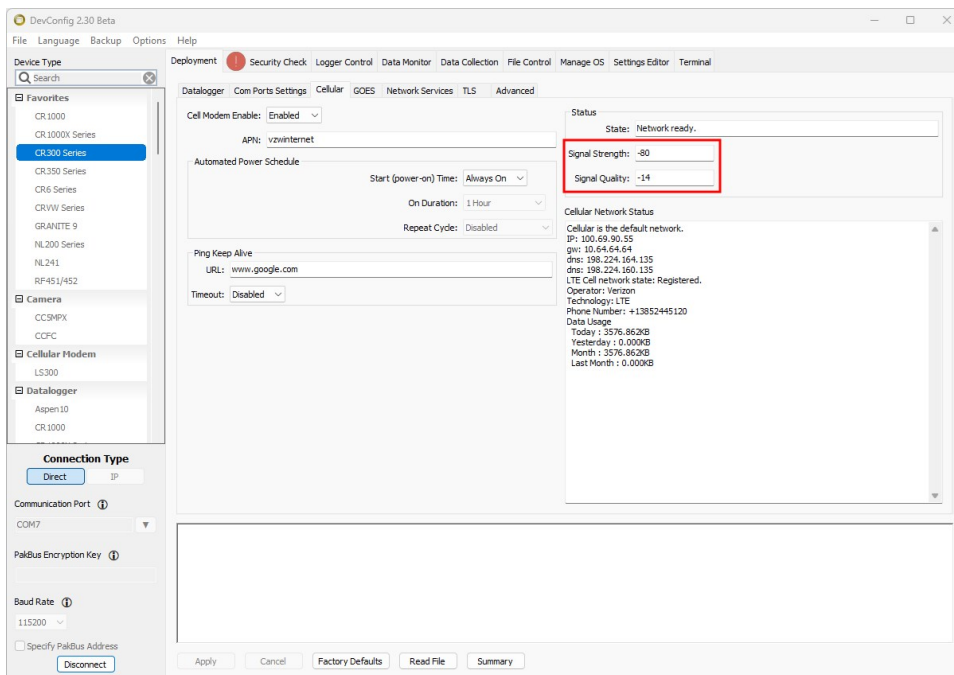 DevConfig 2.30 Beta
File Language Backup Options Help
Device Type
Search
Favorites
CR1000
CR1000X Series
CR300 Series
CR350 Series
CR6 Series
CRVW Series
GRANITE 9
NL200 Series
NL241
RF451/452
Camera
CCSMPX
CCFC
Cellular Modem
LS300
Datalogger
Aspen10
CR1000
Connection Type
Direct IP
Communication Port
COM7
PakBus Encryption Key
Baud Rate
115200
Specify PakBus Address
Disconnect
Deployment ! Security Check Logger Control Data Monitor Data Collection File Control Manage OS Settings Editor Terminal
Datalogger Com Ports Settings Cellular GOES Network Services TLS Advanced
Cell Modem Enable: Enabled
APN: vzwinternet
Automated Power Schedule
Start (power-on) Time: Always On
On Duration: 1 Hour
Repeat Cycle: Disabled
Ping Keep Alive
URL: www.google.com
Timeout: Disabled
Status
State: Network ready.
Signal Strength: -80
Signal Quality: -14
Cellular Network Status
Cellular is the default network.
IP: 100.69.90.55
gw: 10.64.64.64
dns: 198.224.164.135
dns: 198.224.160.135
LTE Cell network state: Registered.
Operator: Verizon
Technology: LTE
Phone Number: +13852445120
Data Usage
Today : 3576.862KB
Yesterday : 0.000KB
Month : 3576.862KB
Last Month : 0.000KB
Apply Cancel Factory Defaults Read File Summary